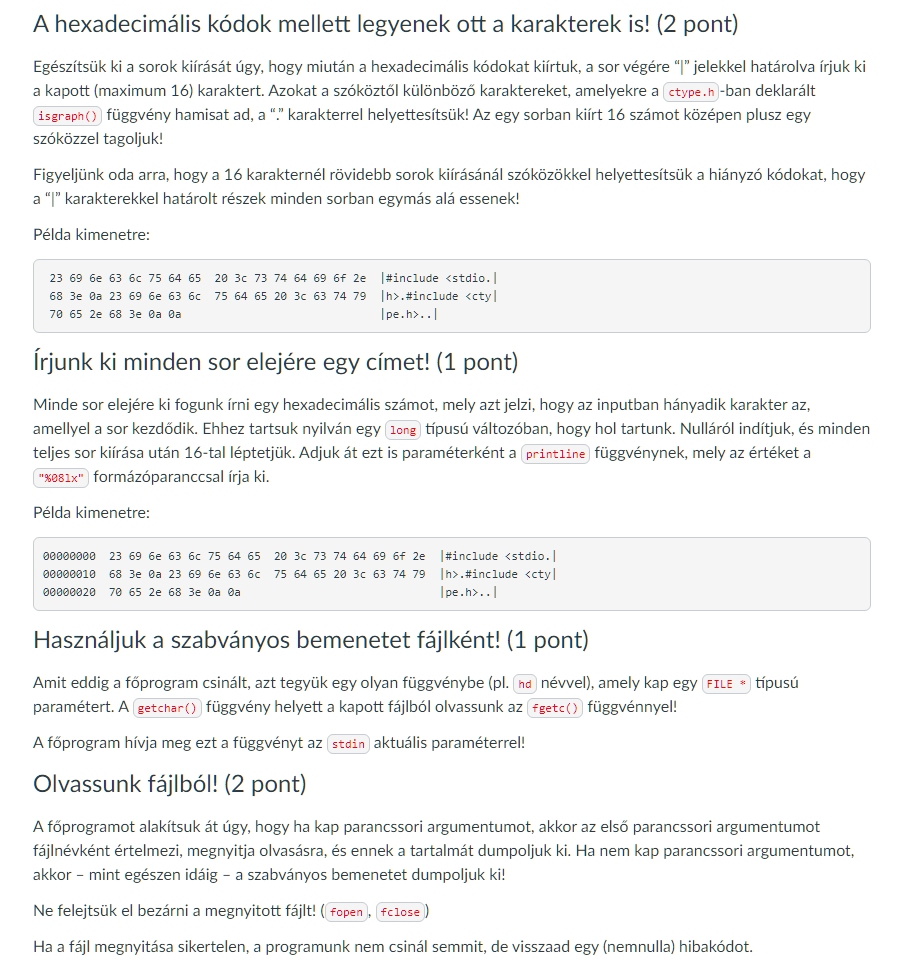 A hexadecimális kódok mellett legyenek ott a karakterek is! (2 pont)
Egészítsük ki a sorok kiírását úgy, hogy miután a hexadecimális kódokat kiírtuk, a sor végére “|” jelekkel határolva írjuk ki
a kapott (maximum 16) karaktert. Azokat a szóköztől különböző karaktereket, amelyekre a ctype.h-ban deklarált
isgraph() függvény hamisat ad, a “.” karakterrel helyettesítsük! Az egy sorban kiírt 16 számot középen plusz egy
szóközzel tagoljuk!
Figyeljünk oda arra, hogy a 16 karakternél rövidebb sorok kiírásánál szóközökkel helyettesítsük a hiányzó kódokat, hogy
a “|” karakterekkel határolt részek minden sorban egymás alá essenek!
Példa kimenetre:
23 69 6e 63 6c 75 64 65  20 3c 73 74 64 69 6f 2e  |#include <stdio.|
68 3e 0a 23 69 6e 63 6c  75 64 65 20 3c 63 74 79  |h>.#include <cty|
70 65 2e 68 3e 0a 0a                              |pe.h>..|
Írjunk ki minden sor elejére egy címet! (1 pont)
Minde sor elejére ki fogunk írni egy hexadecimális számot, mely azt jelzi, hogy az inputban hányadik karakter az,
amellyel a sor kezdődik. Ehhez tartsuk nyilván egy long típusú változóban, hogy hol tartunk. Nulláról indítjuk, és minden
teljes sor kiírása után 16-tal léptetjük. Adjuk át ezt is paraméterként a printline függvénynek, mely az értéket a
"%08lx" formázóparanccsal írja ki.
Példa kimenetre:
00000000  23 69 6e 63 6c 75 64 65  20 3c 73 74 64 69 6f 2e  |#include <stdio.|
00000010  68 3e 0a 23 69 6e 63 6c  75 64 65 20 3c 63 74 79  |h>.#include <cty|
00000020  70 65 2e 68 3e 0a 0a                              |pe.h>..|
Használjuk a szabványos bemenetet fájlként! (1 pont)
Amit eddig a főprogram csinált, azt tegyük egy olyan függvénybe (pl. hd névvel), amely kap egy FILE * típusú
paramétert. A getchar() függvény helyett a kapott fájlból olvassunk az fgetc() függvénnyel!
A főprogram hívja meg ezt a függvényt az stdin aktuális paraméterrel!
Olvassunk fájlból! (2 pont)
A főprogramot alakítsuk át úgy, hogy ha kap parancssori argumentumot, akkor az első parancssori argumentumot
fájlnévként értelmezi, megnyitja olvasásra, és ennek a tartalmát dumpoljuk ki. Ha nem kap parancssori argumentumot,
akkor – mint egészen idáig – a szabványos bemenetet dumpoljuk ki!
Ne felejtsük el bezárni a megnyitott fájlt! (fopen, fclose)
Ha a fájl megnyitása sikertelen, a programunk nem csinál semmit, de visszaad egy (nemnulla) hibakódot.